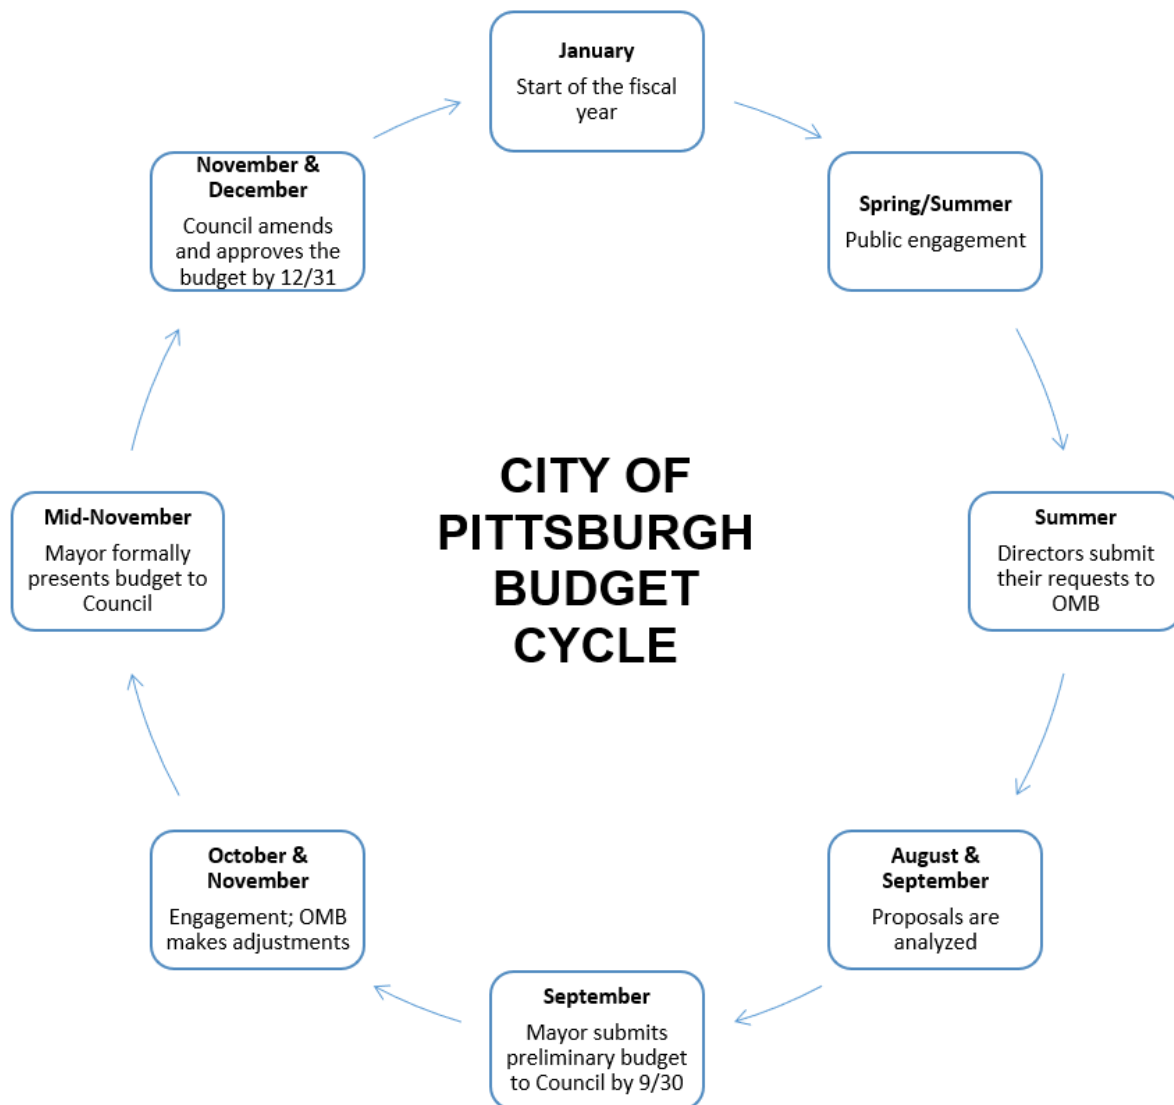 January
Start of the fiscal
year
Spring/Summer
Public engagement
Summer
Directors submit
their requests to
OMB
August &
September
Proposals are
analyzed
September
Mayor submits
preliminary budget
to Council by 9/30
October &
November
Engagement; OMB
makes adjustments
Mid-November
Mayor formally
presents budget to
Council
November &
December
Council amends
and approves the
budget by 12/31
CITY OF
PITTSBURGH
BUDGET
CYCLE